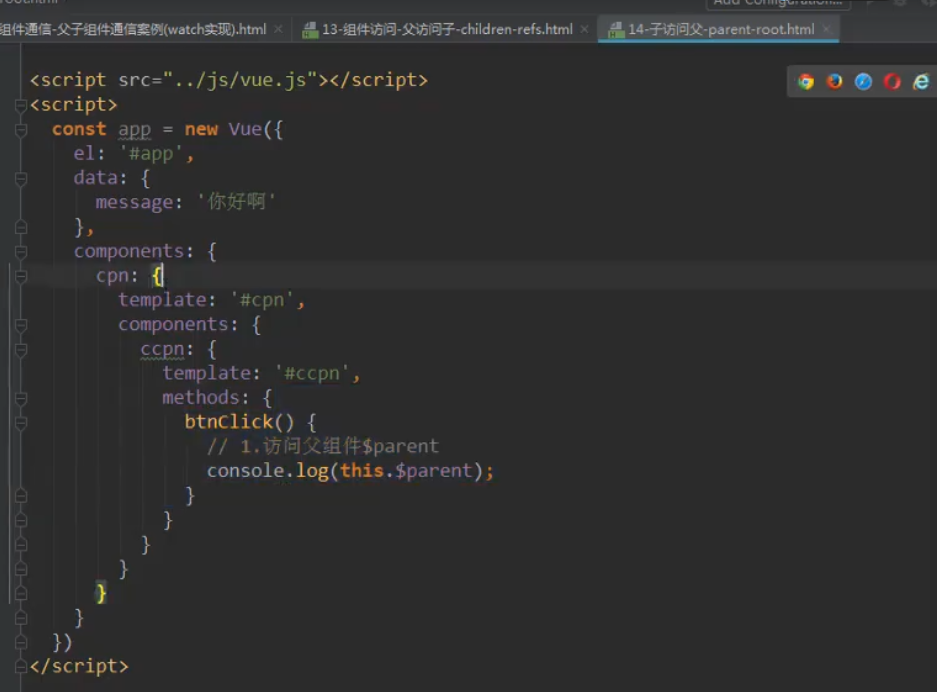 Add Configuration...
组件通信-父子组件通信案例(watch实现).html
13-组件访问-父访问子-children-refs.html
14-子访问父-parent-root.html
<script src="../js/vue.js"></script>
<script>
const app = new Vue({
el: '#app',
data: {
message: '你好啊'
},
components: {
cpn: {
template: '#cpn',
components: {
ccpn: {
template: '#ccpn',
methods: {
btnClick() {
// 1.访问父组件$parent
console.log(this.$parent);
}
}
}
}
}
}
})
</script>